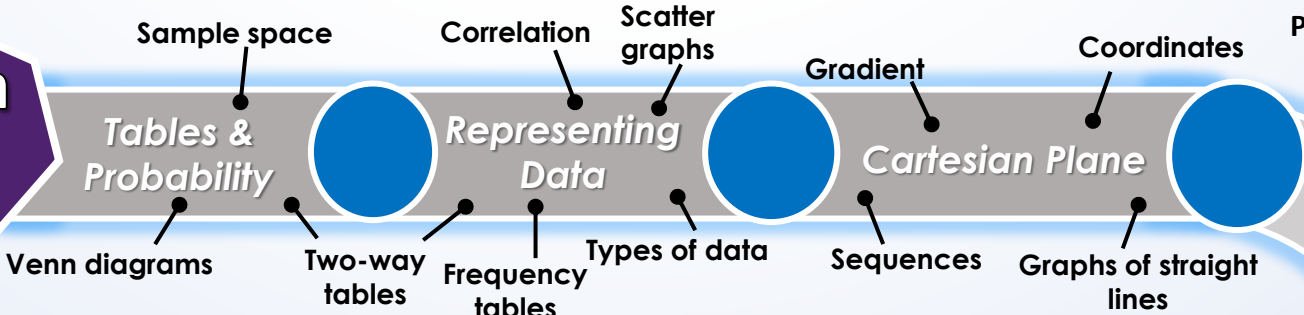 Sample space
Correlation
Scatter
graphs
Gradient
Coordinates
Tables &
Probability
Representing
Data
Cartesian Plane
Venn diagrams
Two-way
tables
Frequency
tables
Types of data
Sequences
Graphs of straight
lines